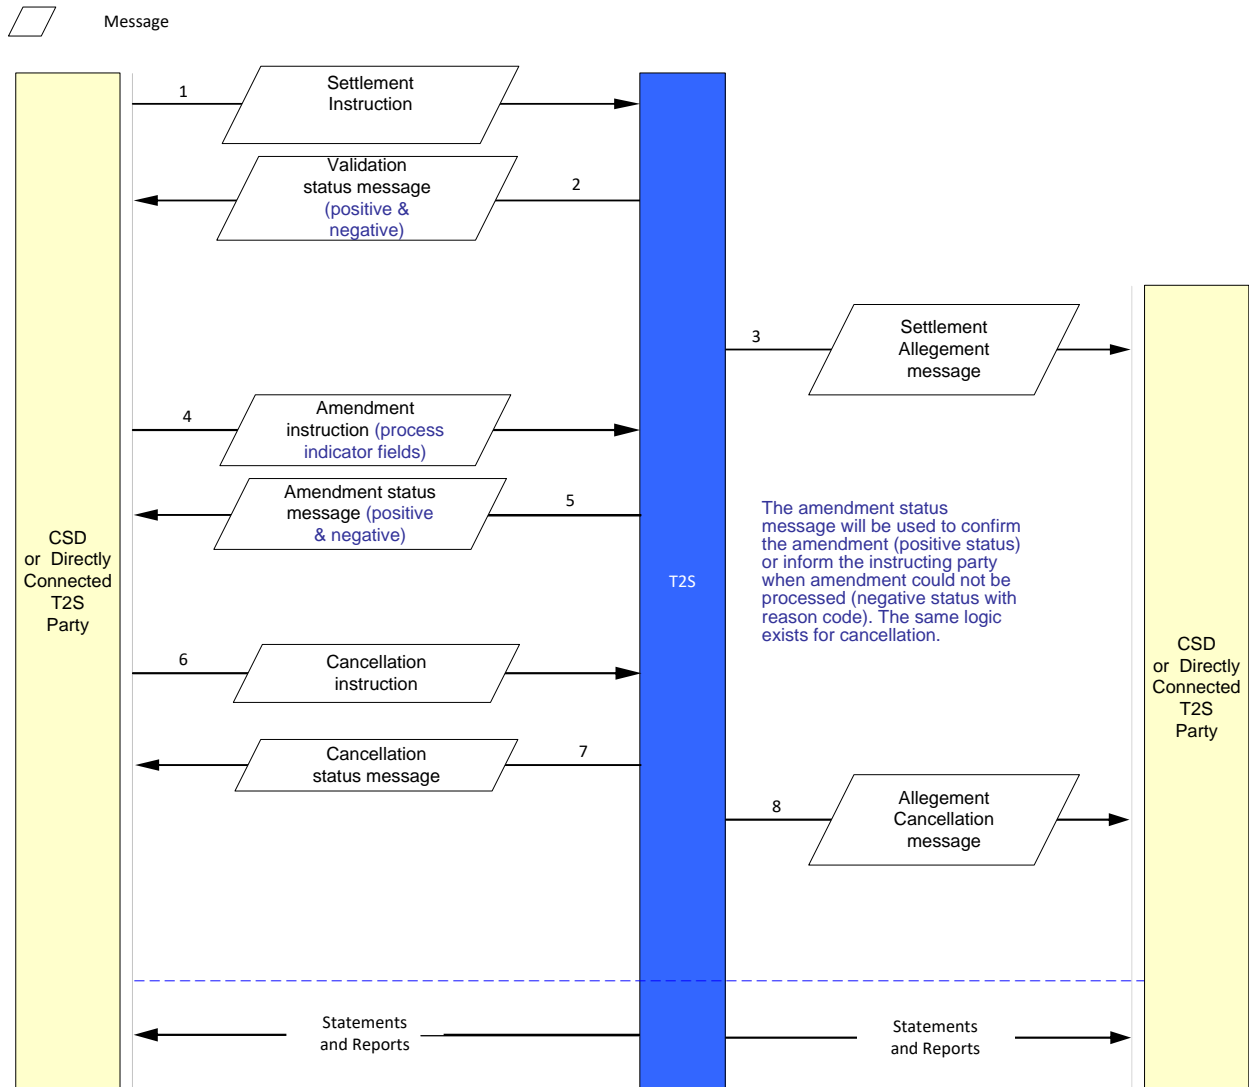 Message
1
Settlement
Instruction
Validation
status message
(positive &
negative)
2
3
Settlement
Allegement
message
4
Amendment
instruction (process
indicator fields)
Amendment status
message (positive
& negative)
5
The amendment status
message will be used to confirm
the amendment (positive status)
or inform the instructing party
when amendment could not be
processed (negative status with
reason code). The same logic
exists for cancellation.
CSD
or Directly
Connected
T2S
Party
T2S
6
Cancellation
instruction
CSD
or Directly
Connected
T2S
Party
Cancellation
status message
7
8
Allegement
Cancellation
message
Statements
and Reports
Statements
and Reports